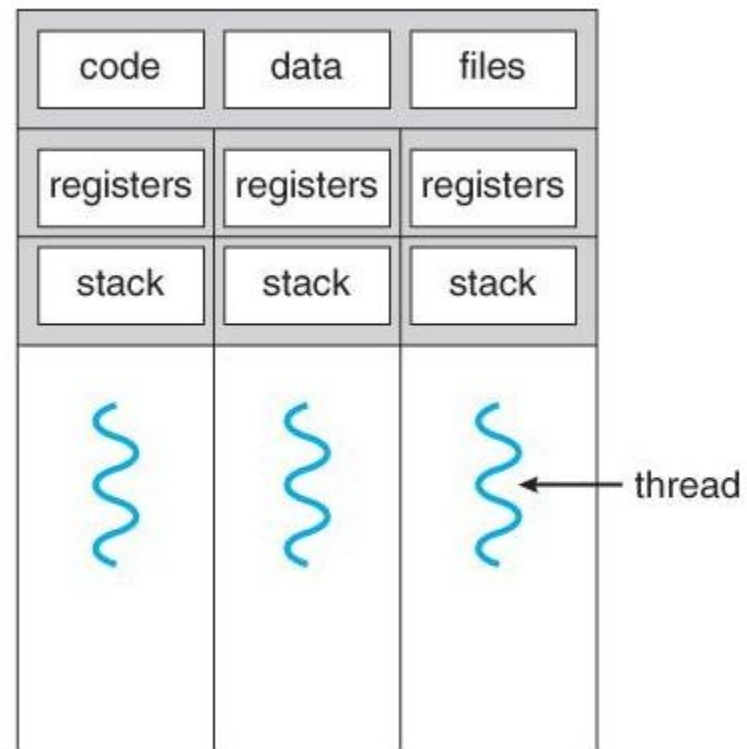 code data files
registers registers registers
stack stack stack
thread